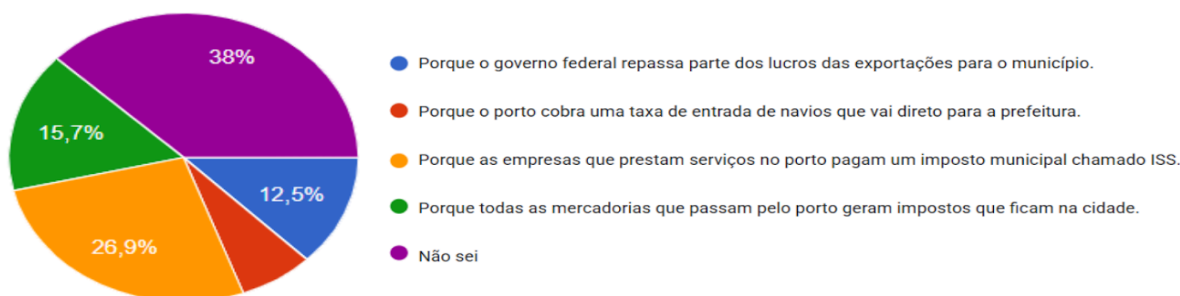 38%
15,7%
12,5%
26,9%
Porque o governo federal repassa parte dos lucros das exportações para o município.
Porque o porto cobra uma taxa de entrada de navios que vai direto para a prefeitura.
Porque as empresas que prestam serviços no porto pagam um imposto municipal chamado ISS.
Porque todas as mercadorias que passam pelo porto geram impostos que ficam na cidade.
Não sei